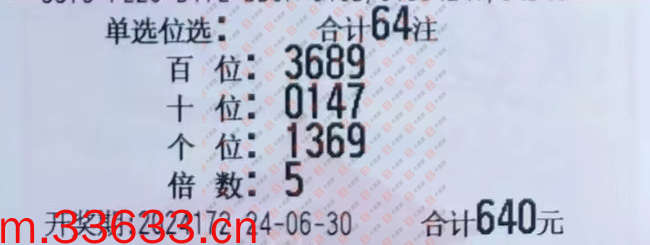 单选位选: 合计64注
百位: 3689
十位: 0147
个位: 1369
倍数: 5
开奖期:2024172 24-06-30 合计640元
m.33633.cn